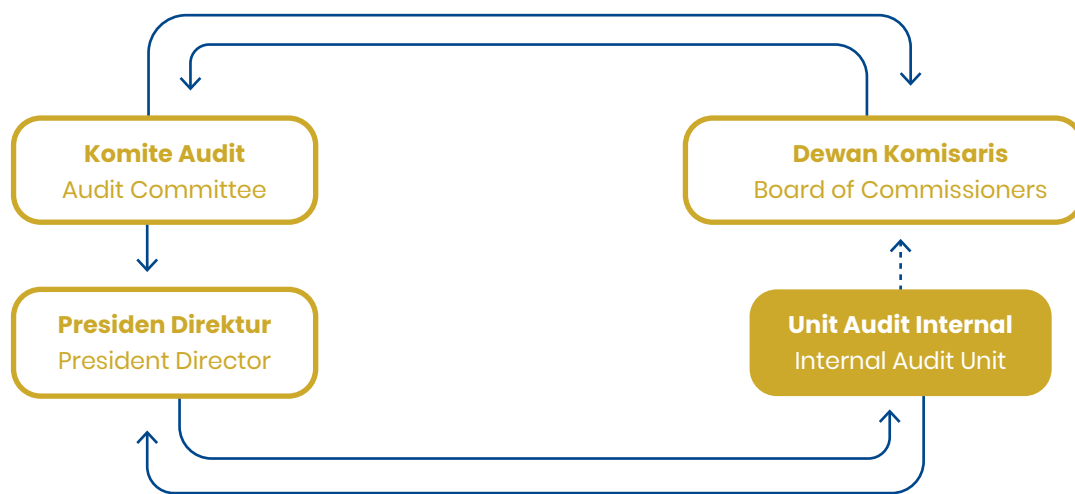 Komite Audit
Audit Committee
Dewan Komisaris
Board of Commissioners
Presiden Direktur
President Director
Unit Audit Internal
Internal Audit Unit